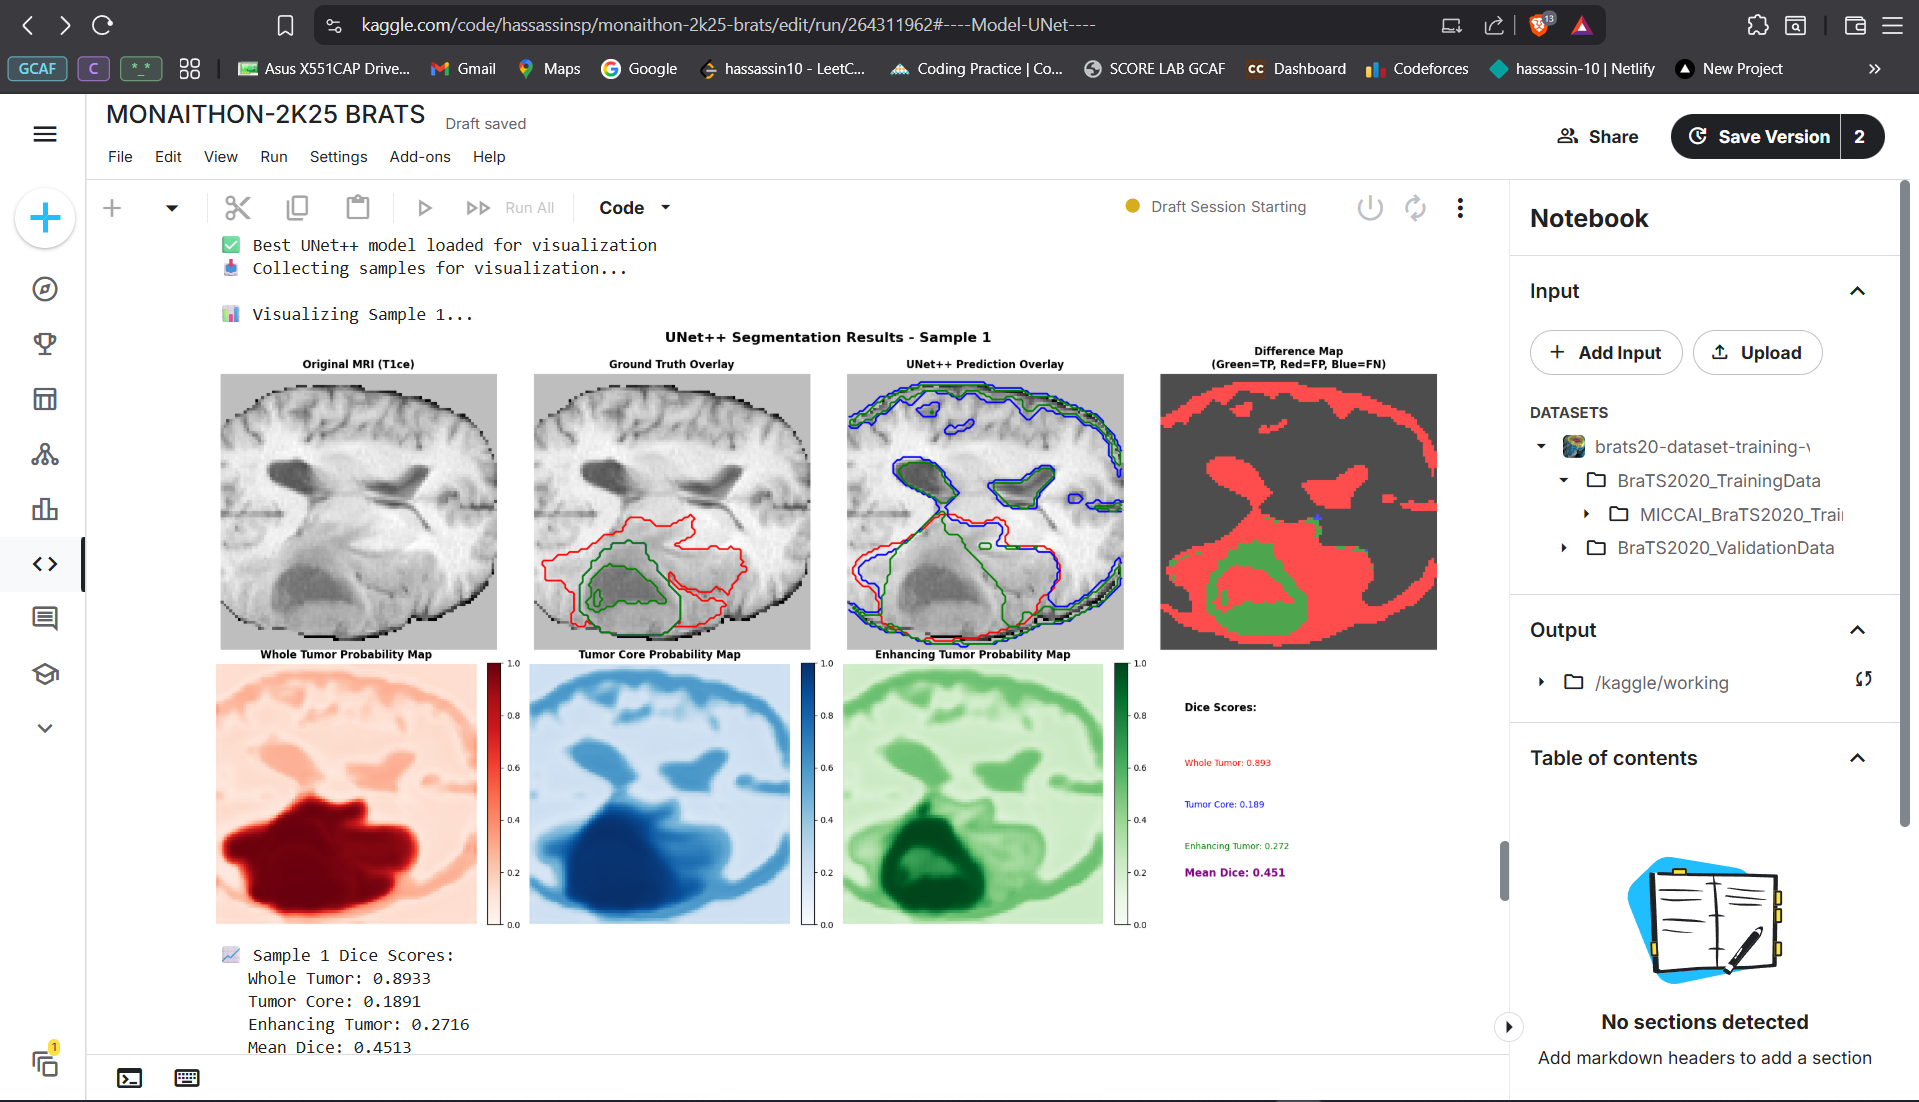 kaggle.com/code/hassassinsp/monaithon-2k25-brats/edit/run/264311962#----Model-UNet----
13
GCAF
C
*_*
Asus X551CAP Drive...
Gmail
Maps
Google
hassassin10 - LeetC...
Coding Practice | Co...
SCORE LAB GCAF
CC Dashboard
Codeforces
hassassin-10 | Netlify
New Project
»
MONAITHON-2K25 BRATS
Draft saved
File
Edit
View
Run
Settings
Add-ons
Help
Share
Save Version
2
Run All
Code
Draft Session Starting
✅ Best UNet++ model loaded for visualization
📥 Collecting samples for visualization...
📊 Visualizing Sample 1...
UNet++ Segmentation Results - Sample 1
Original MRI (T1ce)
Ground Truth Overlay
UNet++ Prediction Overlay
Difference Map
(Green=TP, Red=FP, Blue=FN)
Whole Tumor Probability Map
Tumor Core Probability Map
Enhancing Tumor Probability Map
1.0
0.8
0.6
0.4
0.2
0.0
1.0
0.8
0.6
0.4
0.2
0.0
1.0
0.8
0.6
0.4
0.2
0.0
Dice Scores:
Whole Tumor: 0.893
Tumor Core: 0.189
Enhancing Tumor: 0.272
Mean Dice: 0.451
📈 Sample 1 Dice Scores:
Whole Tumor: 0.8933
Tumor Core: 0.1891
Enhancing Tumor: 0.2716
Mean Dice: 0.4513
1
Notebook
Input
+ Add Input
Upload
DATASETS
brats20-dataset-training-v
BraTS2020_TrainingData
MICCAI_BraTS2020_Trai
BraTS2020_ValidationData
Output
/kaggle/working
Table of contents
No sections detected
Add markdown headers to add a section